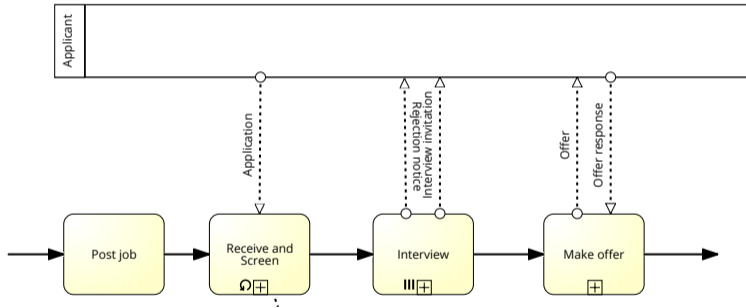 Applicant
Application
Rejection notice
Interview invitation
Offer
Offer response
Post job
Receive and
Screen
Interview
Make offer